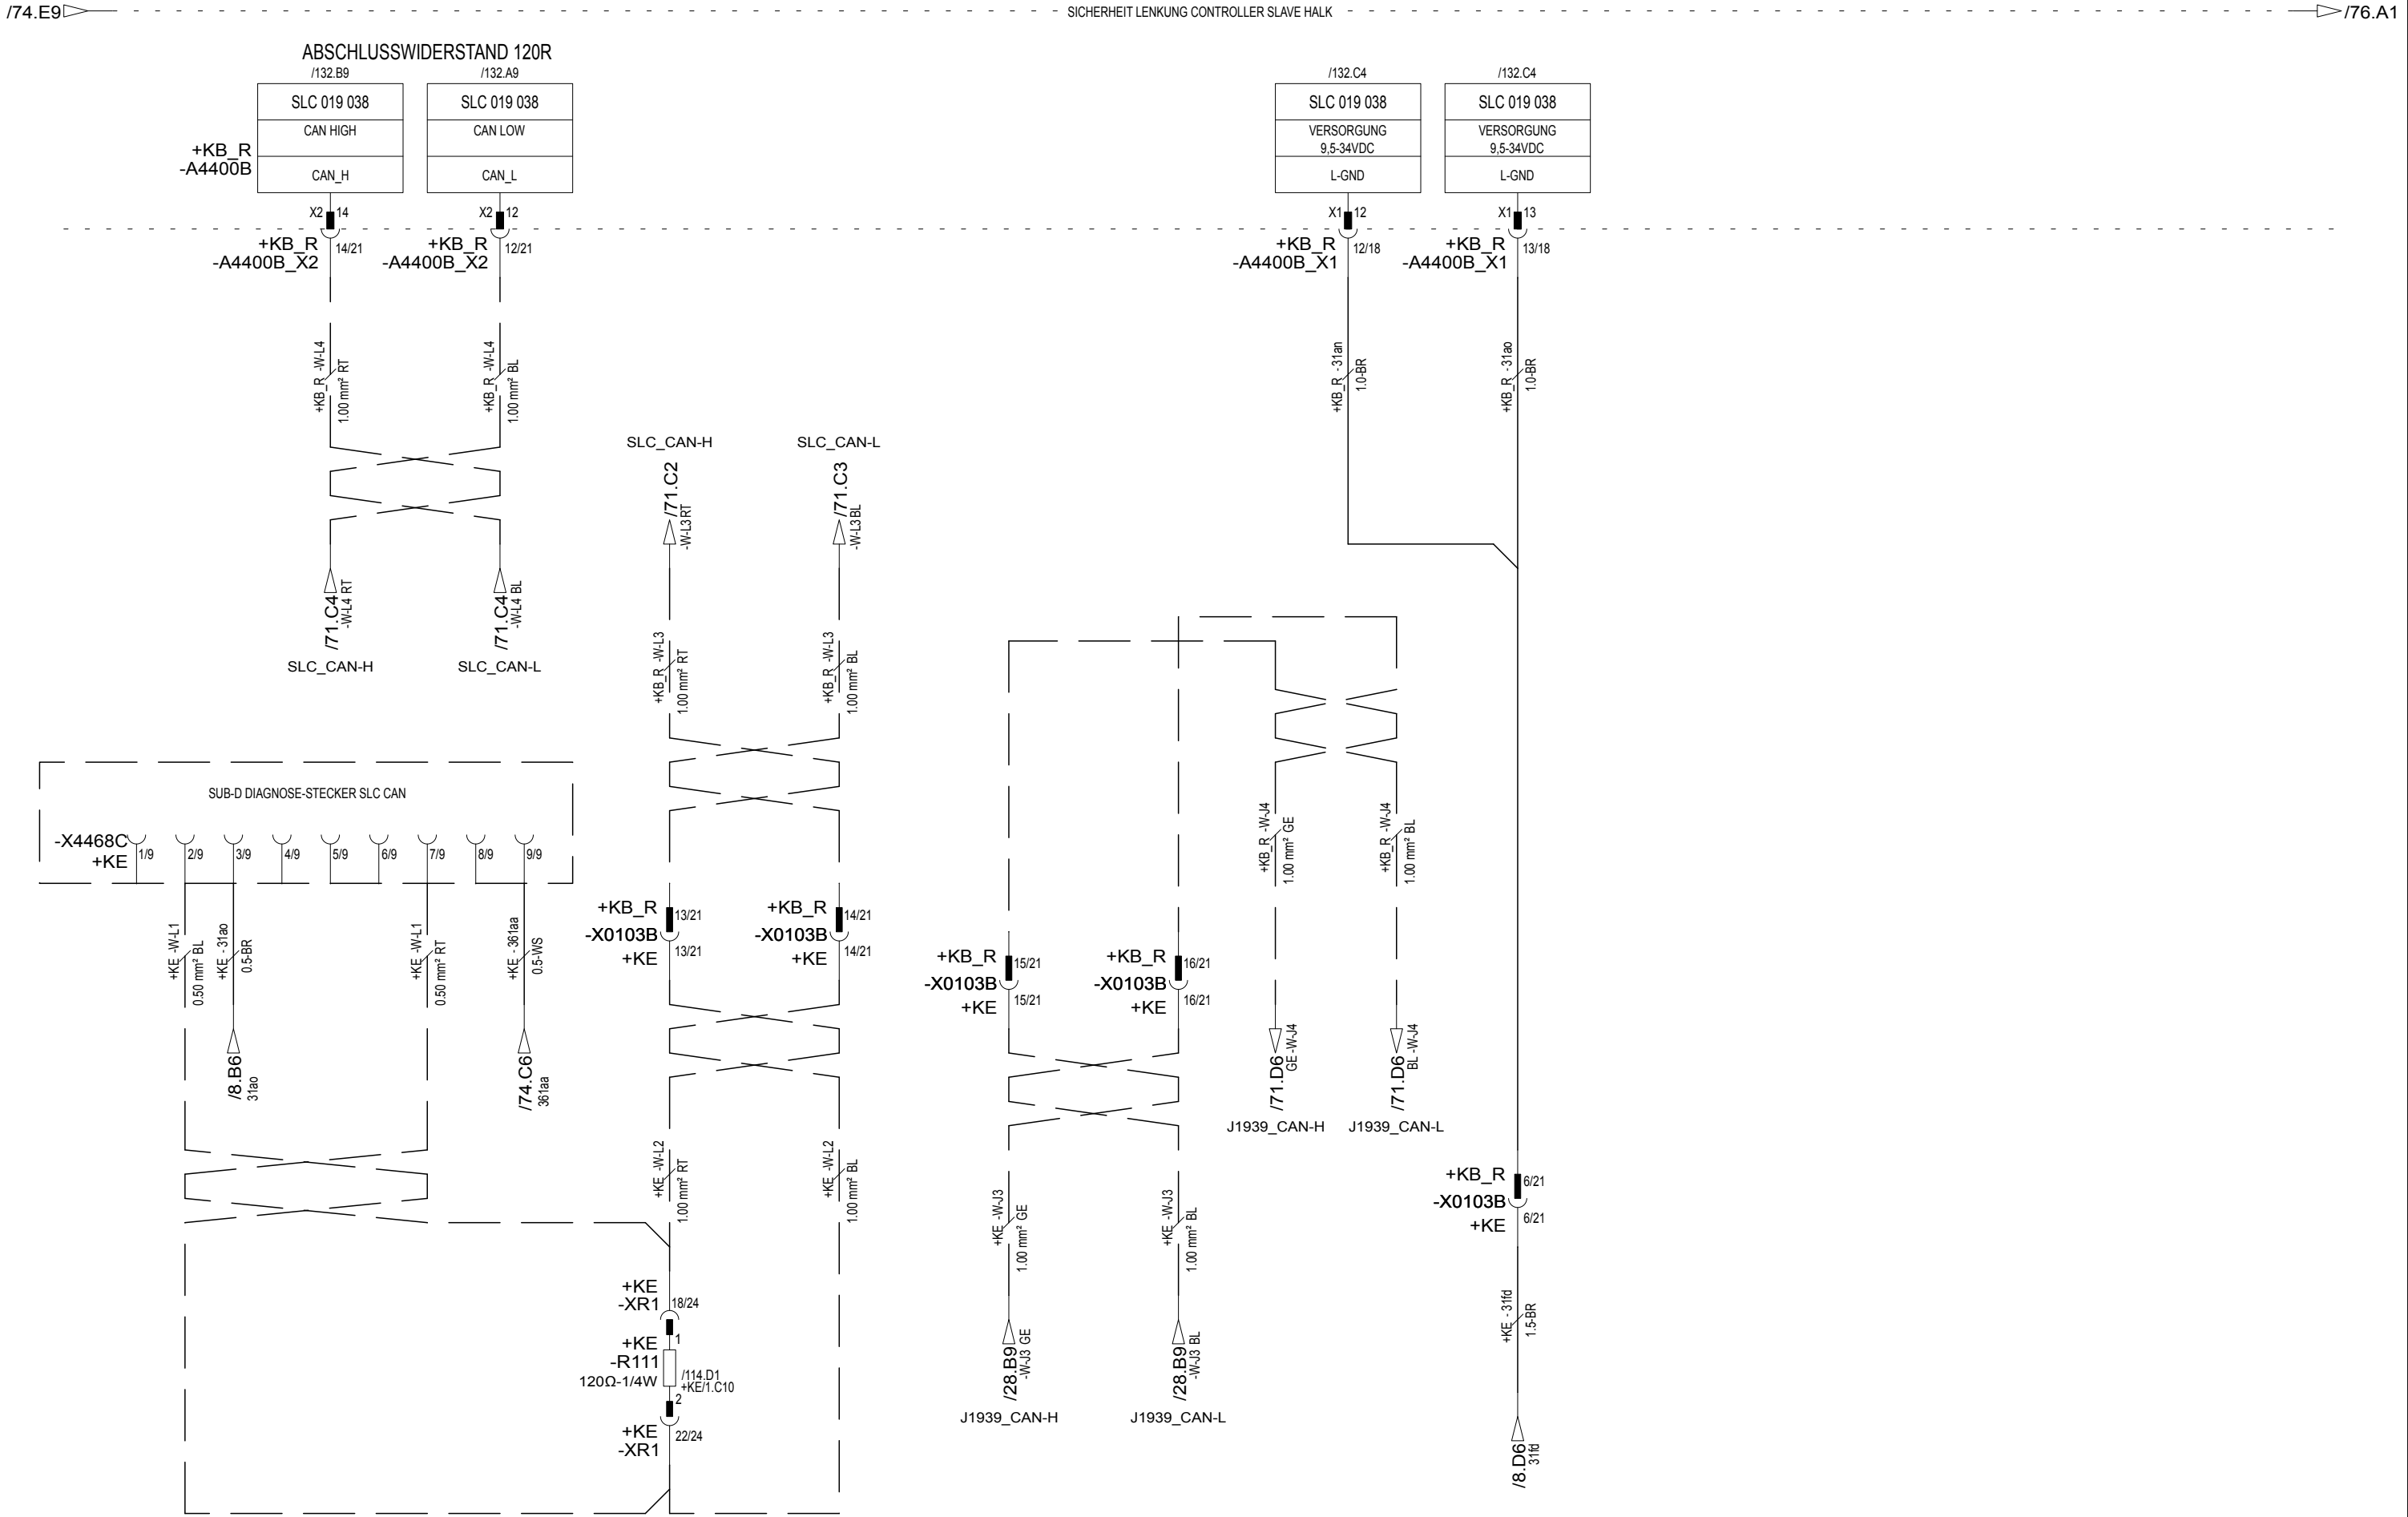 /74.E9
SICHERHEIT LENKUNG CONTROLLER SLAVE HALK
/76.A1
ABSCHLUSSWIDERSTAND 120R
/132.B9
/132.A9
/132.C4
/132.C4
SLC 019 038
SLC 019 038
SLC 019 038
SLC 019 038
CAN HIGH
CAN LOW
VERSORGUNG
9,5-34VDC
VERSORGUNG
9,5-34VDC
+KB_R
-A4400B
CAN_H
CAN_L
L-GND
L-GND
X2 14
X2 12
X1 12
X1 13
+KB_R
-A4400B_X2
14/21
+KB_R
-A4400B_X2
12/21
+KB_R
-A4400B_X1
12/18
+KB_R
-A4400B_X1
13/18
+KB_R -W-L4
1.00 mm² RT
+KB_R -W-L4
1.00 mm² BL
+KB_R - 31an
1.0-BR
+KB_R - 31ao
1.0-BR
SLC_CAN-H
SLC_CAN-L
/71.C2
-W-L3 RT
/71.C3
-W-L3 BL
/71.C4
-W-L4 RT
/71.C4
-W-L4 BL
SLC_CAN-H
SLC_CAN-L
+KB_R -W-L3
1.00 mm² RT
+KB_R -W-L3
1.00 mm² BL
SUB-D DIAGNOSE-STECKER SLC CAN
-X4468C
+KE
1/9
2/9
3/9
4/9
5/9
6/9
7/9
8/9
9/9
+KB_R -W-J4
1.00 mm² GE
+KB_R -W-J4
1.00 mm² BL
+KE -W-L1
0.50 mm² BL
+KE - 31ao
0.5-BR
+KE -W-L1
0.50 mm² RT
+KE - 361aa
0.5-WS
+KB_R
13/21
-X0103B
+KE
13/21
+KB_R
14/21
-X0103B
+KE
14/21
+KB_R
15/21
-X0103B
+KE
15/21
+KB_R
16/21
-X0103B
+KE
16/21
/8.B6
31ao
/74.C6
361aa
/71.D6
GE -W-J4
/71.D6
BL -W-J4
J1939_CAN-H
J1939_CAN-L
+KE -W-L2
1.00 mm² RT
+KE -W-L2
1.00 mm² BL
+KE -W-J3
1.00 mm² GE
+KE -W-J3
1.00 mm² BL
+KB_R
6/21
-X0103B
+KE
6/21
+KE
-XR1
18/24
1
+KE
-R111
120Ω-1/4W
/114.D1
+KE/1.C10
2
+KE
-XR1
22/24
+KE - 31fd
1.5-BR
/28.B9
-W-J3 GE
/28.B9
-W-J3 BL
J1939_CAN-H
J1939_CAN-L
/8.D6
31fd